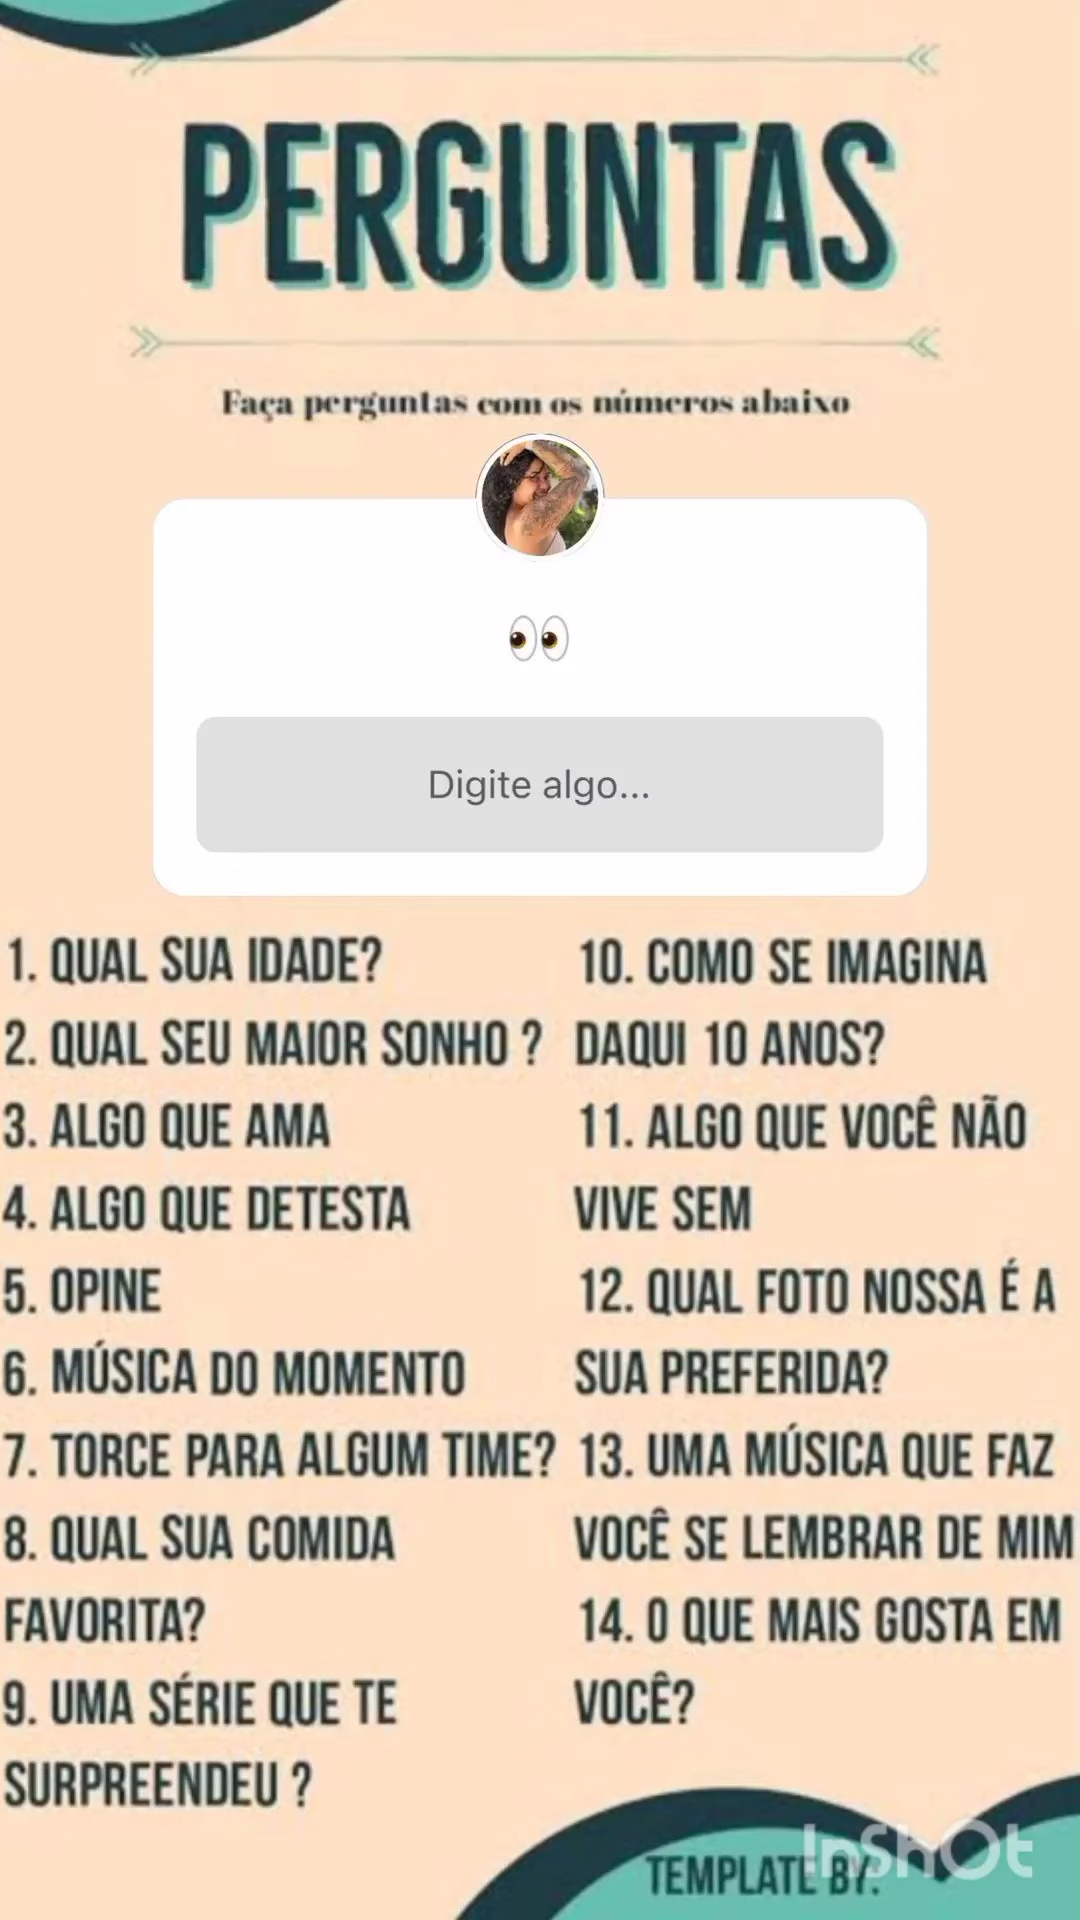 PERGUNTAS
Faça perguntas com os números abaixo
Digite algo...
1. QUAL SUA IDADE?
2. QUAL SEU MAIOR SONHO ?
3. ALGO QUE AMA
4. ALGO QUE DETESTA
5. OPINE
6. MÚSICA DO MOMENTO
7. TORCE PARA ALGUM TIME?
8. QUAL SUA COMIDA
FAVORITA?
9. UMA SÉRIE QUE TE
SURPREENDEU ?
10. COMO SE IMAGINA
DAQUI 10 ANOS?
11. ALGO QUE VOCÊ NÃO
VIVE SEM
12. QUAL FOTO NOSSA É A
SUA PREFERIDA?
13. UMA MÚSICA QUE FAZ
VOCÊ SE LEMBRAR DE MIM
14. O QUE MAIS GOSTA EM
VOCÊ?
TEMPLATE BY:
InShOt